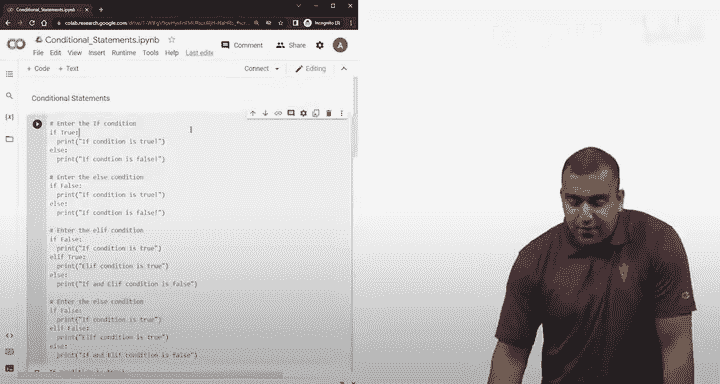 Incognito
Conditional_Statements.ipynb
Comment
Share
A
File Edit View Insert Runtime Tools Help
+ Code + Text
Connect
Editing
Conditional Statements
# Enter the If condition
if True:
print("If condition is true!")
else:
print("If condtion is false!")
# Enter the else condition
if False:
print("If condtion is true!")
else:
print("If condtion is false!")
# Enter the elif condition
if False:
print("If condition is true")
elif True:
print("Elif condition is true")
else:
print("If and Elif condition is false")
# Enter the else condition
if False:
print("If condition is true")
elif False:
print("Elif condition is true")
else:
print("If and Elif condition is false")